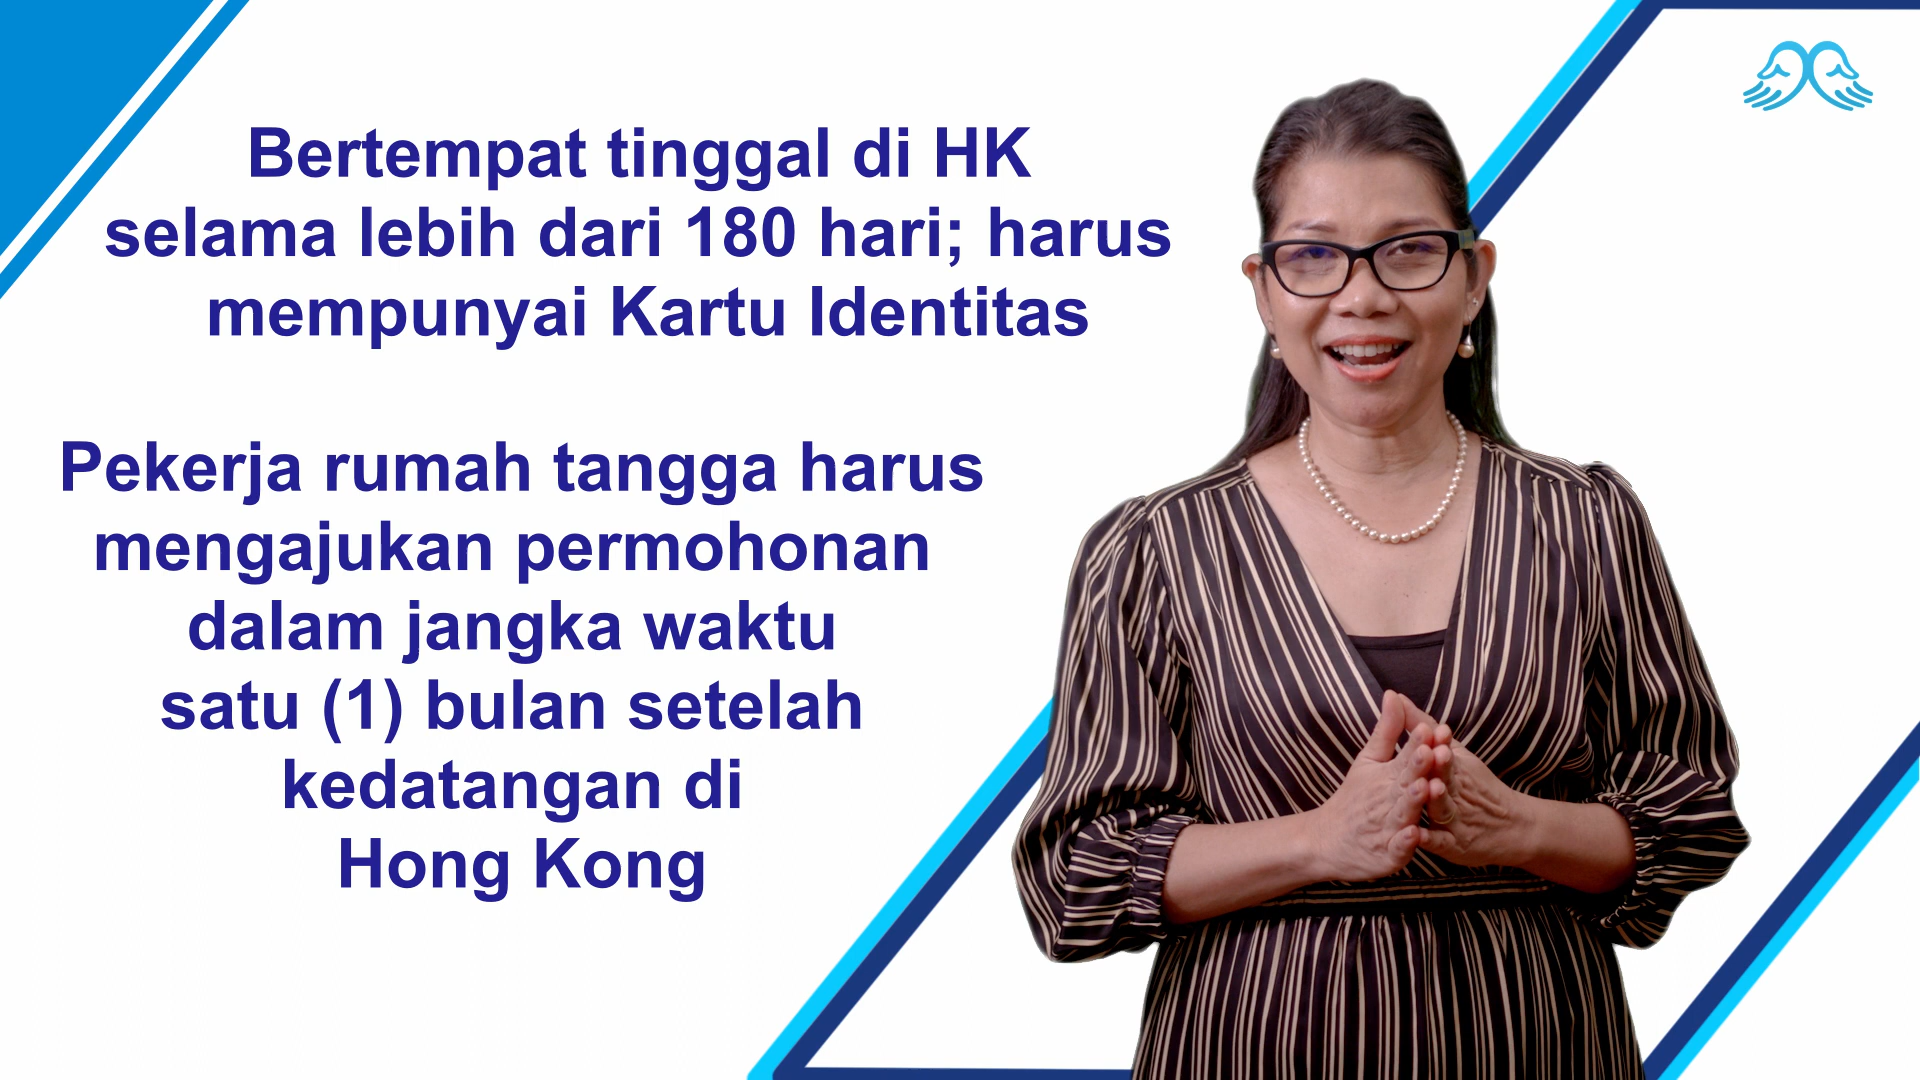 Bertempat tinggal di HK
selama lebih dari 180 hari; harus
mempunyai Kartu Identitas
Pekerja rumah tangga harus
mengajukan permohonan
dalam jangka waktu
satu (1) bulan setelah
kedatangan di
Hong Kong